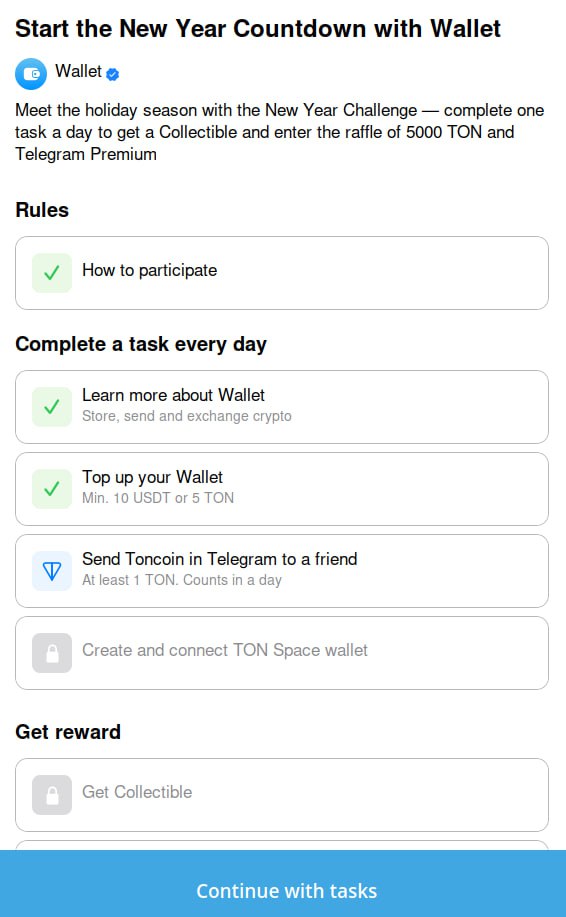 Start the New Year Countdown with Wallet
Wallet
Meet the holiday season with the New Year Challenge — complete one
task a day to get a Collectible and enter the raffle of 5000 TON and
Telegram Premium
Rules
How to participate
Complete a task every day
Learn more about Wallet
Store, send and exchange crypto
Top up your Wallet
Min. 10 USDT or 5 TON
Send Toncoin in Telegram to a friend
At least 1 TON. Counts in a day
Create and connect TON Space wallet
Get reward
Get Collectible
Continue with tasks